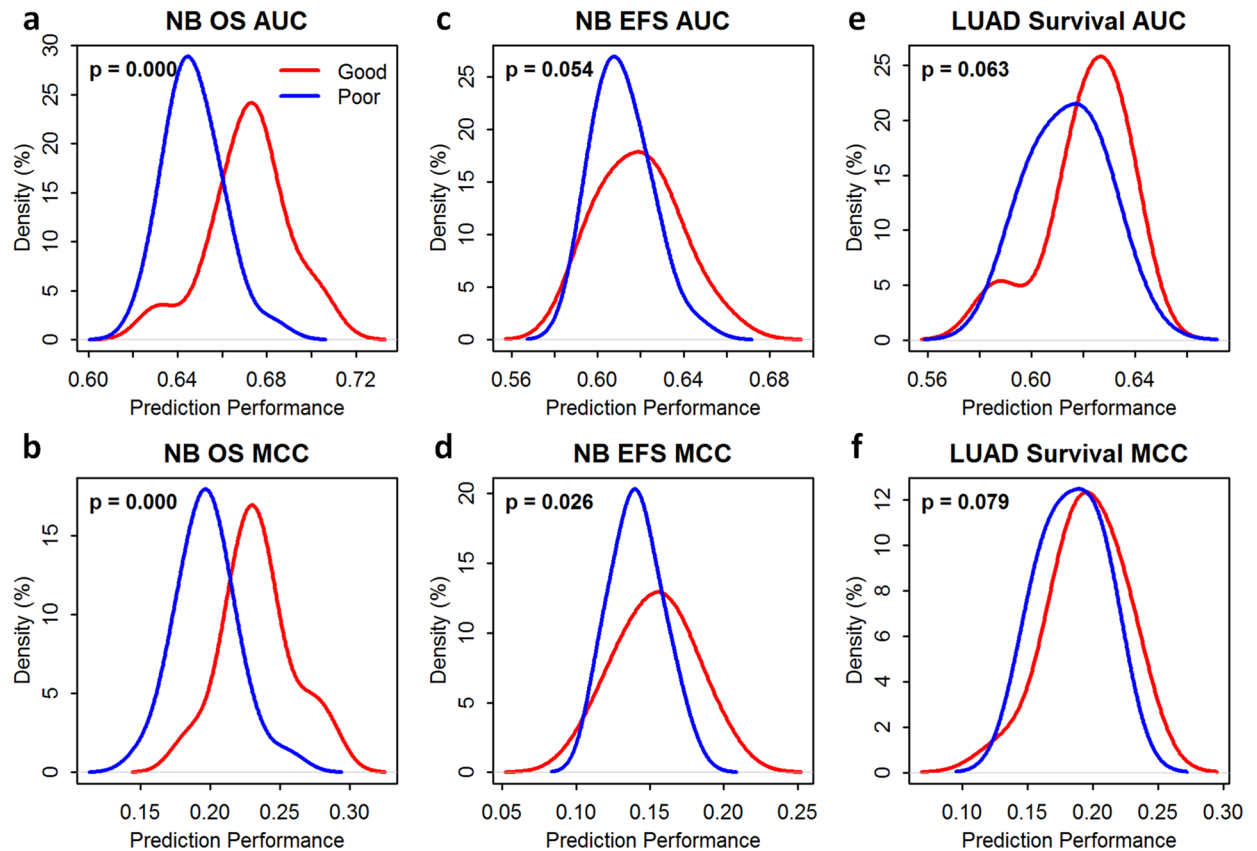 a
NB OS AUC
p = 0.000
Good
Poor
Density (%)
30
25
20
15
10
5
0
0.60
0.64
0.68
0.72
Prediction Performance
c
NB EFS AUC
p = 0.054
Density (%)
25
20
15
10
5
0
0.56
0.60
0.64
0.68
Prediction Performance
e
LUAD Survival AUC
p = 0.063
Density (%)
25
20
15
10
5
0
0.56
0.60
0.64
Prediction Performance
b
NB OS MCC
p = 0.000
Density (%)
15
10
5
0
0.15
0.20
0.25
0.30
Prediction Performance
d
NB EFS MCC
p = 0.026
Density (%)
20
15
10
5
0
0.05
0.10
0.15
0.20
0.25
Prediction Performance
f
LUAD Survival MCC
p = 0.079
Density (%)
12
10
8
6
4
2
0
0.10
0.15
0.20
0.25
0.30
Prediction Performance